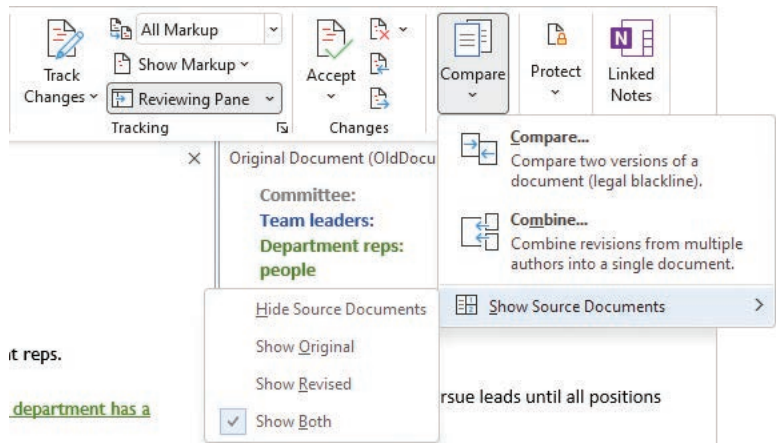 Track
Changes
All Markup
Show Markup
Reviewing Pane
Tracking
Accept
Changes
Compare
Protect
Linked
Notes
N
Original Document (OldDocu
Committee:
Team leaders:
Department reps:
people
Compare...
Compare two versions of a
document (legal blackline).
Combine...
Combine revisions from multiple
authors into a single document.
Show Source Documents
Hide Source Documents
Show Original
Show Revised
Show Both
t reps.
department has a
rsue leads until all positions